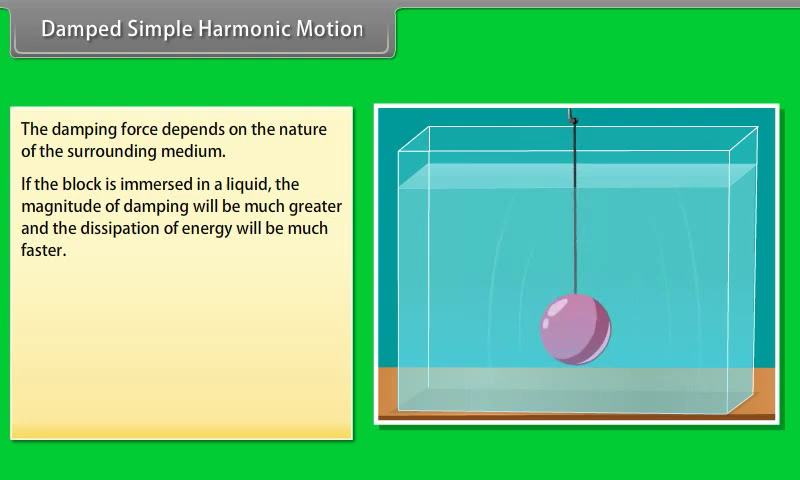 Damped Simple Harmonic Motion
The damping force depends on the nature
of the surrounding medium.
If the block is immersed in a liquid, the
magnitude of damping will be much greater
and the dissipation of energy will be much
faster.